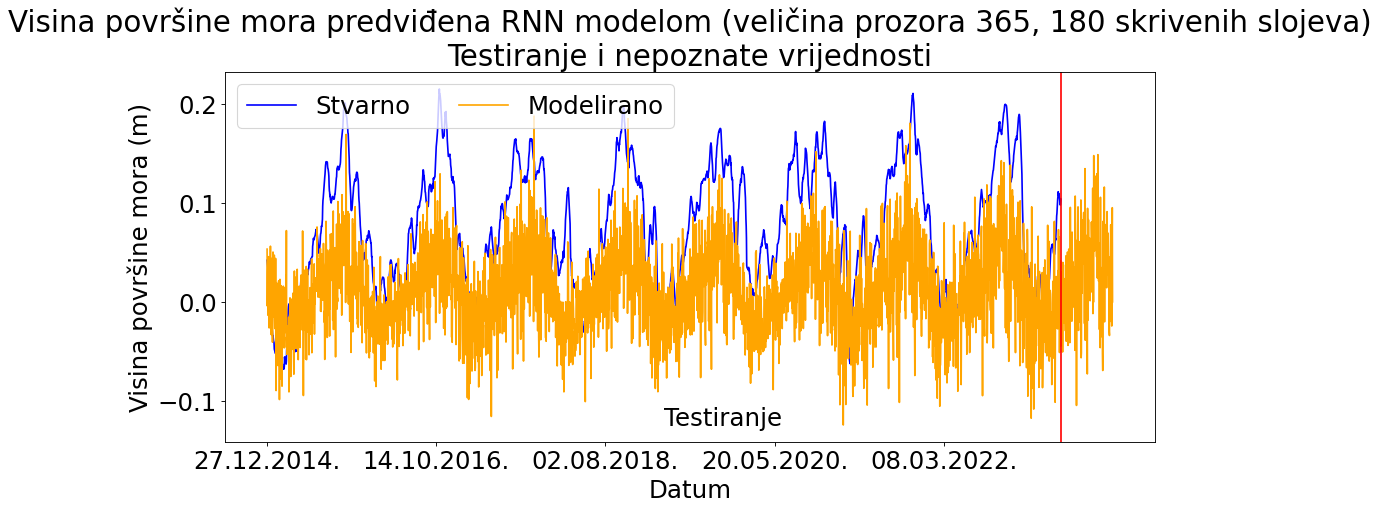 Visina površine mora predviđena RNN modelom (veličina prozora 365, 180 skrivenih slojeva)
Testiranje i nepoznate vrijednosti
Stvarno Modelirano
Visina površine mora (m)
0.2
0.1
0.0
−0.1
Testiranje
27.12.2014. 14.10.2016. 02.08.2018. 20.05.2020. 08.03.2022.
Datum